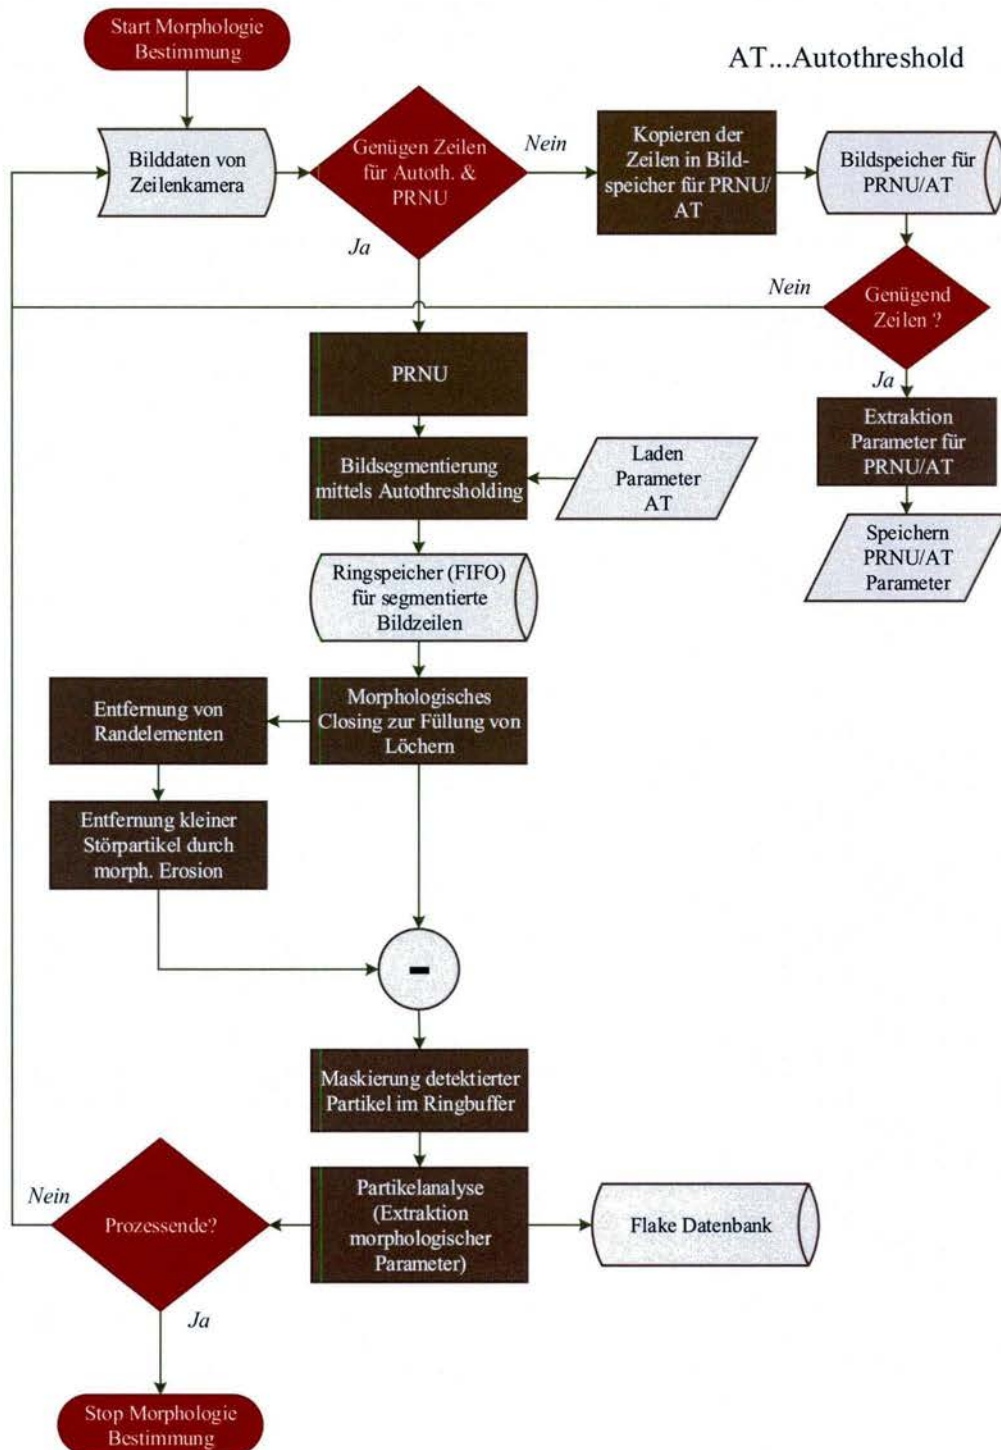 Start Morphologie
Bestimmung
AT...Autothreshold
Bilddaten von
Zeilenkamera
Genügen Zeilen
für Autoth. &
PRNU
Nein
Kopieren der
Zeilen in Bild-
speicher für PRNU/
AT
Bildspeicher für
PRNU/AT
Ja
Nein
Genügend
Zeilen ?
Ja
PRNU
Extraktion
Parameter für
PRNU/AT
Bildsegmentierung
mittels Autothresholding
Laden
Parameter
AT
Speichern
PRNU/AT
Parameter
Ringspeicher (FIFO)
für segmentierte
Bildzeilen
Entfernung von
Randelementen
Morphologisches
Closing zur Füllung von
Löchern
Entfernung kleiner
Störpartikel durch
morph. Erosion
-
Maskierung detektierter
Partikel im Ringbuffer
Nein
Prozessende?
Partikelanalyse
(Extraktion
morphologischer
Parameter)
Flake Datenbank
Ja
Stop Morphologie
Bestimmung